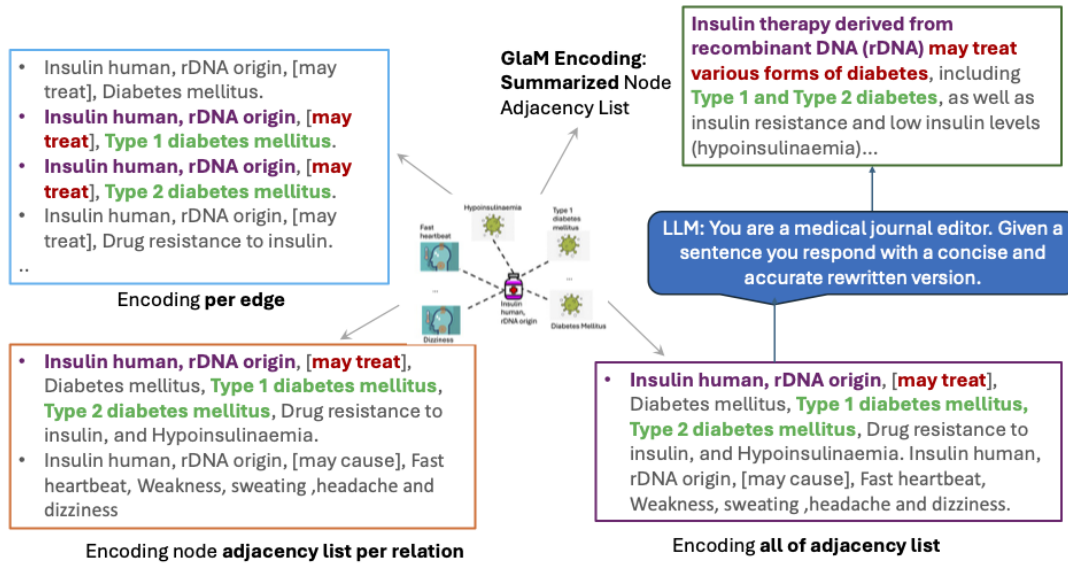 • Insulin human, rDNA origin, [may
treat], Diabetes mellitus.
• Insulin human, rDNA origin, [may
treat], Type 1 diabetes mellitus.
• Insulin human, rDNA origin, [may
treat], Type 2 diabetes mellitus.
• Insulin human, rDNA origin, [may
treat], Drug resistance to insulin.
..
Encoding per edge
GlaM Encoding:
Summarized Node
Adjacency List
Insulin therapy derived from
recombinant DNA (rDNA) may treat
various forms of diabetes, including
Type 1 and Type 2 diabetes, as well as
insulin resistance and low insulin levels
(hypoinsulinaemia)...
LLM: You are a medical journal editor. Given a
sentence you respond with a concise and
accurate rewritten version.
Hypoinsulinaemia
Type 1
diabetes
mellitus
Fast
heartbeat
...
...
Insulin
human,
rDNA origin
Diabetes Mellitus
Dizziness
• Insulin human, rDNA origin, [may treat],
Diabetes mellitus, Type 1 diabetes mellitus,
Type 2 diabetes mellitus, Drug resistance to
insulin, and Hypoinsulinaemia.
• Insulin human, rDNA origin, [may cause], Fast
heartbeat, Weakness, sweating ,headache and
dizziness
Encoding node adjacency list per relation
• Insulin human, rDNA origin, [may treat],
Diabetes mellitus, Type 1 diabetes mellitus,
Type 2 diabetes mellitus, Drug resistance to
insulin, and Hypoinsulinaemia. Insulin human,
rDNA origin, [may cause], Fast heartbeat,
Weakness, sweating ,headache and dizziness.
Encoding all of adjacency list